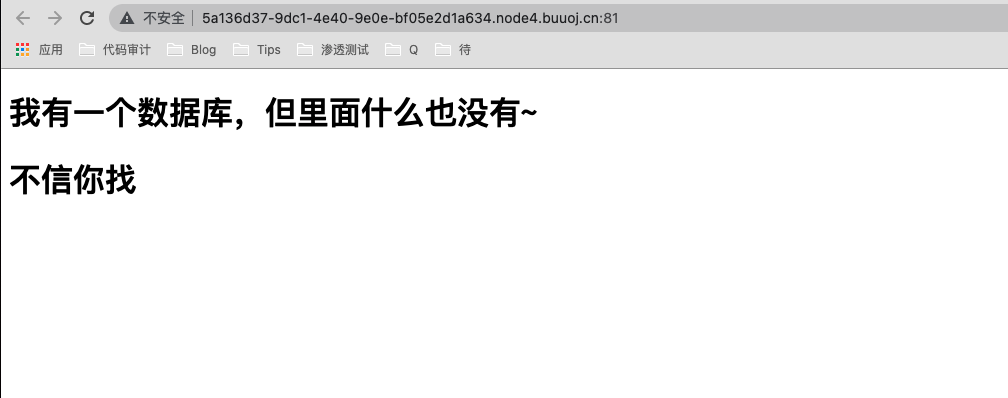 不安全 5a136d37-9dc1-4e40-9e0e-bf05e2d1a634.node4.buuoj.cn:81
应用 代码审计 Blog Tips 渗透测试 Q 待
我有一个数据库，但里面什么也没有~
不信你找